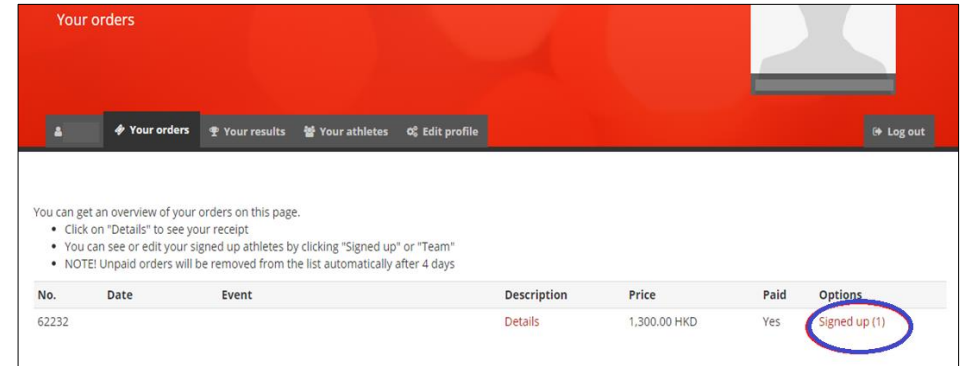 Your orders
Your orders Your results Your athletes Edit profile Log out
You can get an overview of your orders on this page.
• Click on "Details" to see your receipt
• You can see or edit your signed up athletes by clicking "Signed up" or "Team"
• NOTE! Unpaid orders will be removed from the list automatically after 4 days
No. Date Event Description Price Paid Options
62232 Details 1,300.00 HKD Yes Signed up (1)